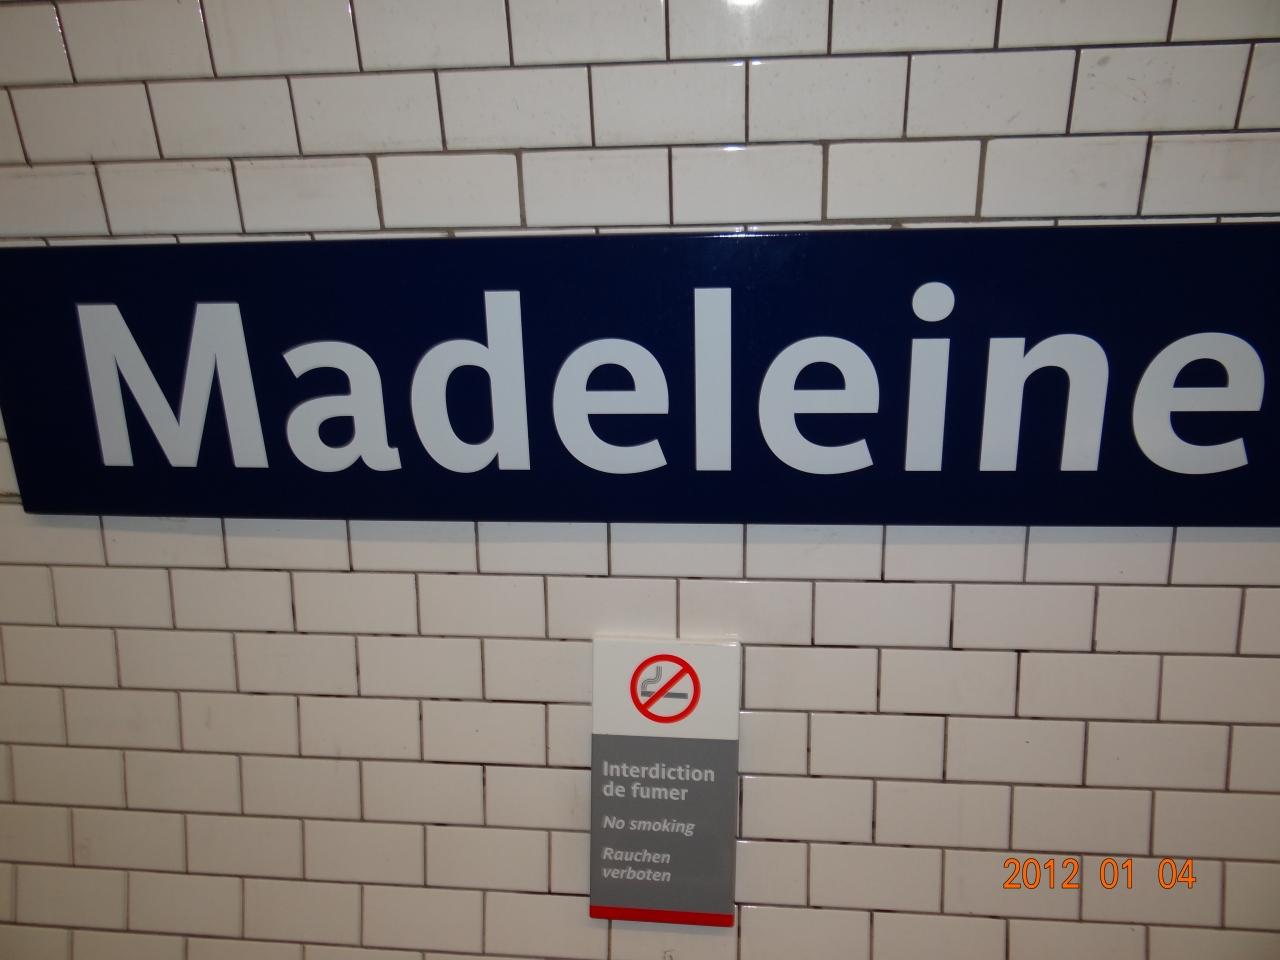 Madeleine
Interdiction
de fumer
No smoking
Rauchen
verboten
2012 01 04